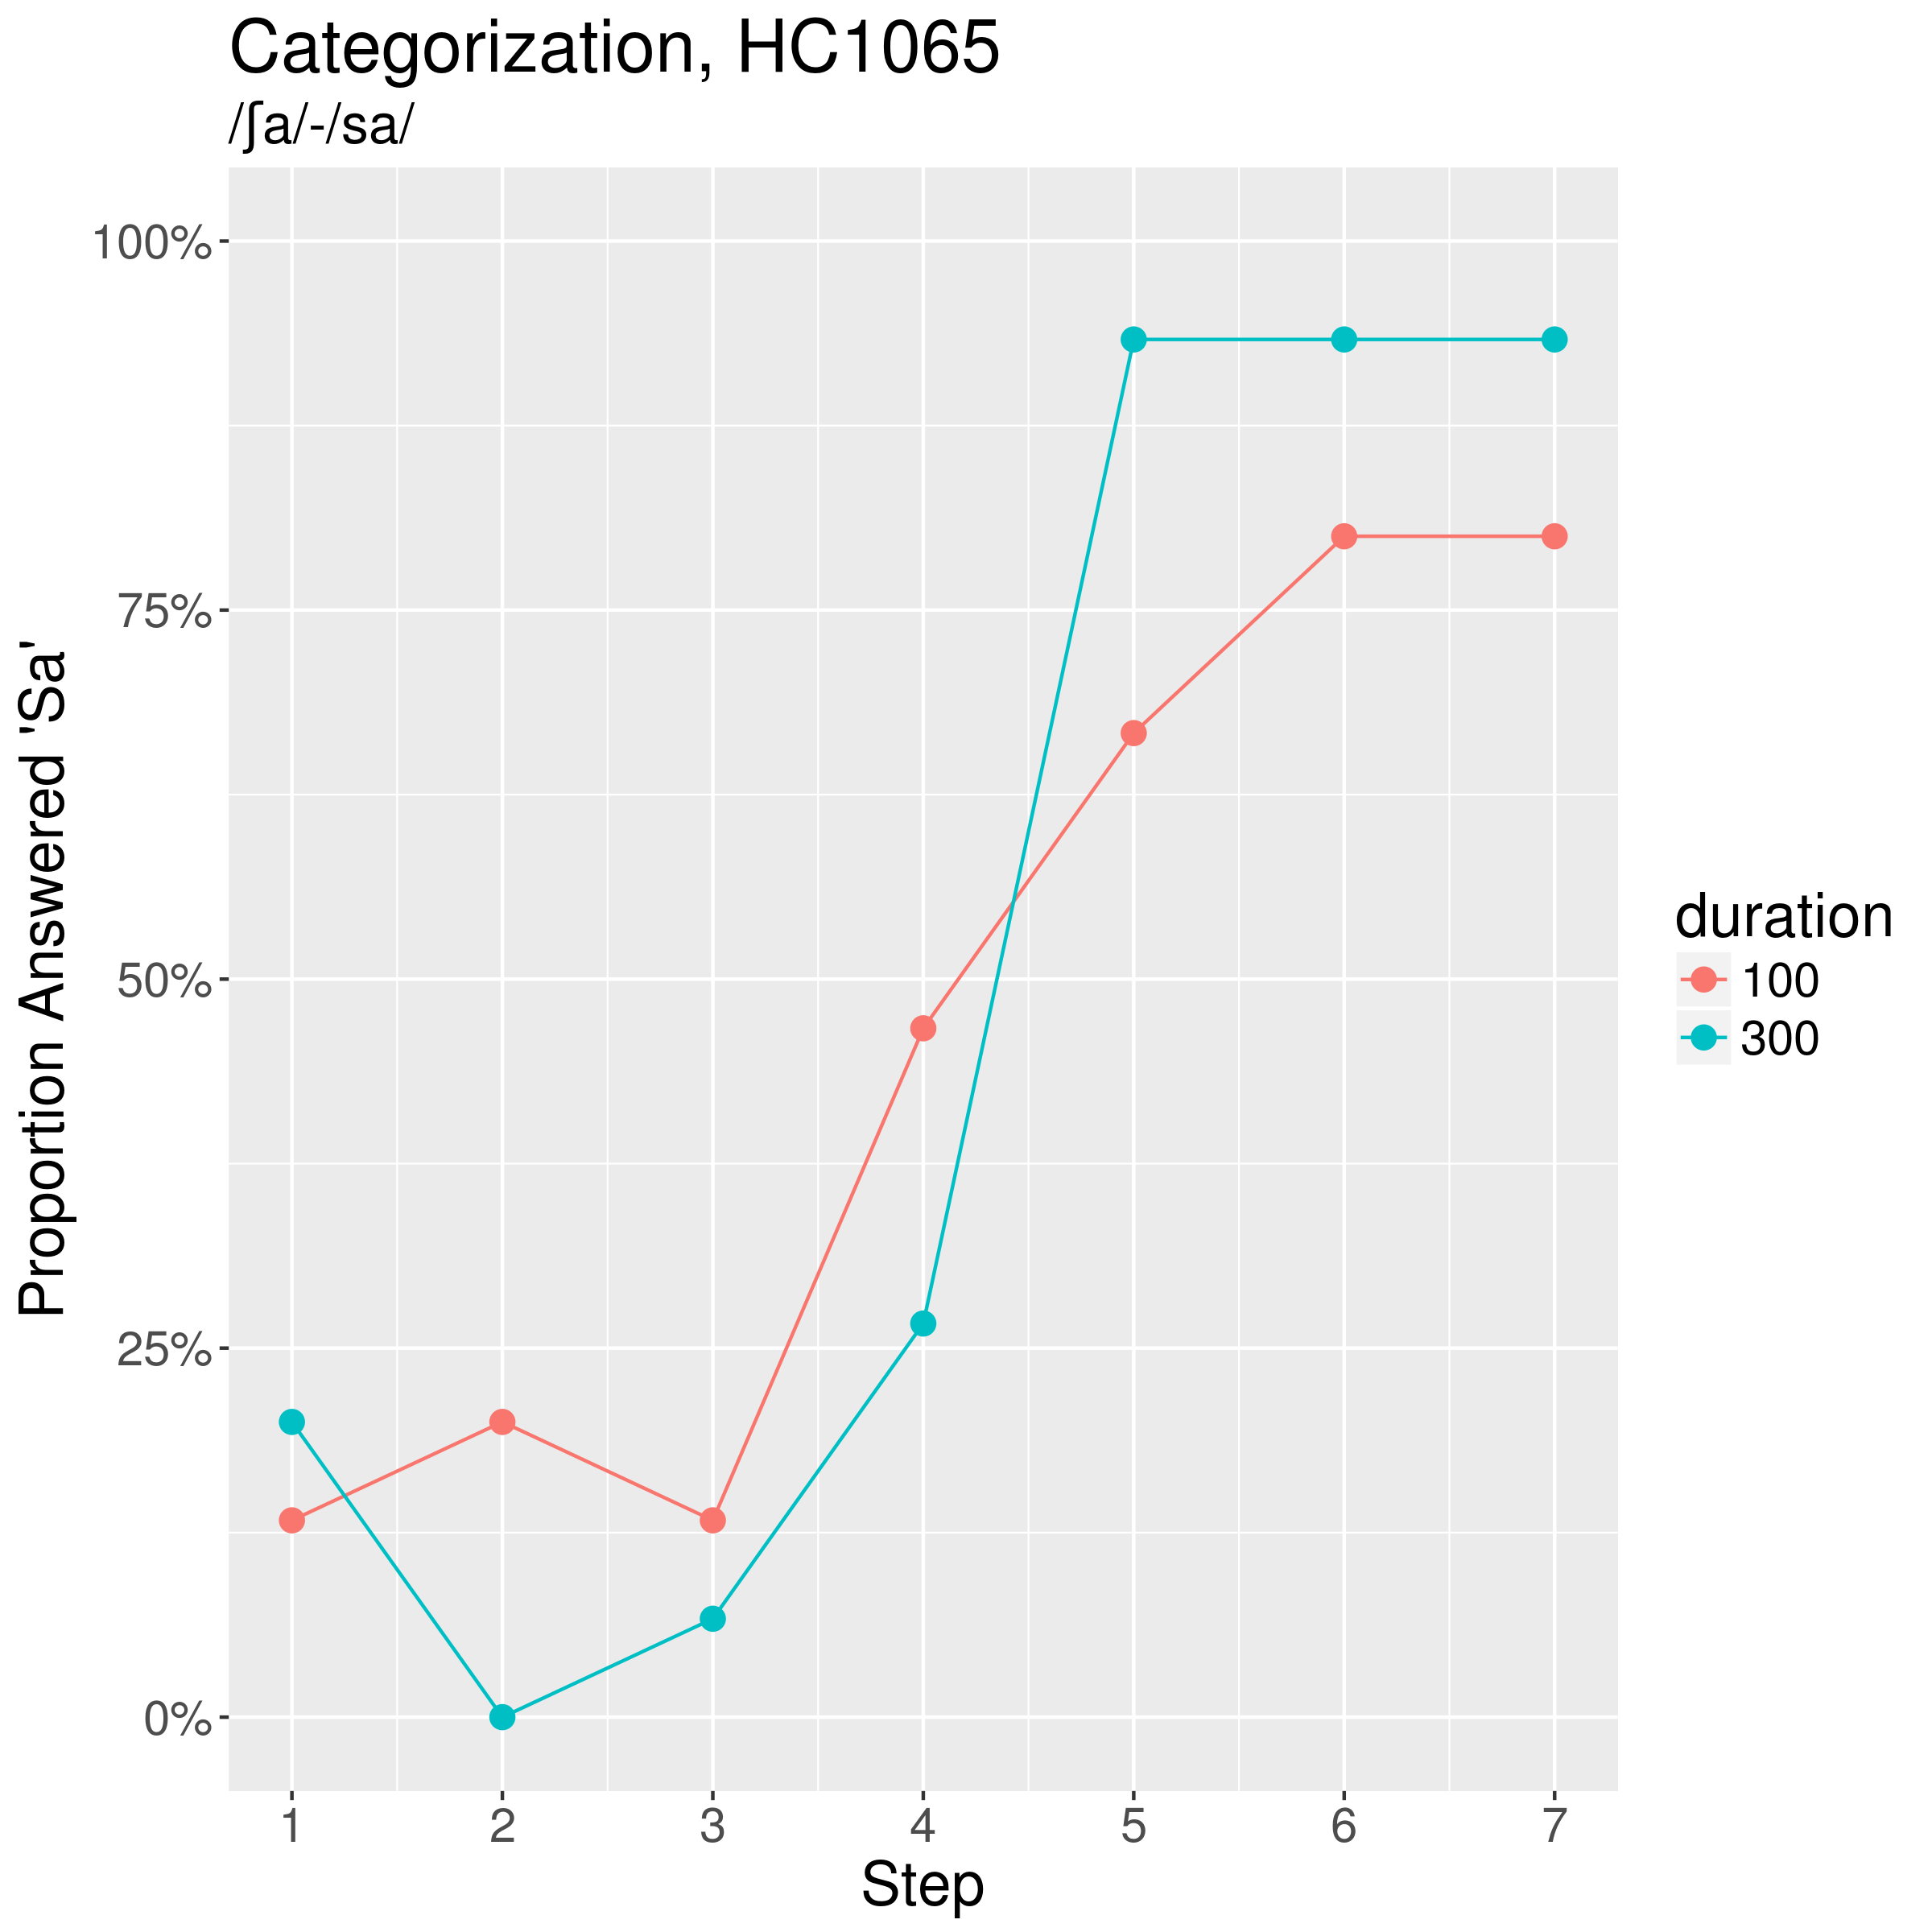 Categorization, HC1065
/ʃa/-/sa/
100%
75%
50%
25%
0%
Proportion Answered 'Sa'
1 2 3 4 5 6 7
Step
duration
100
300